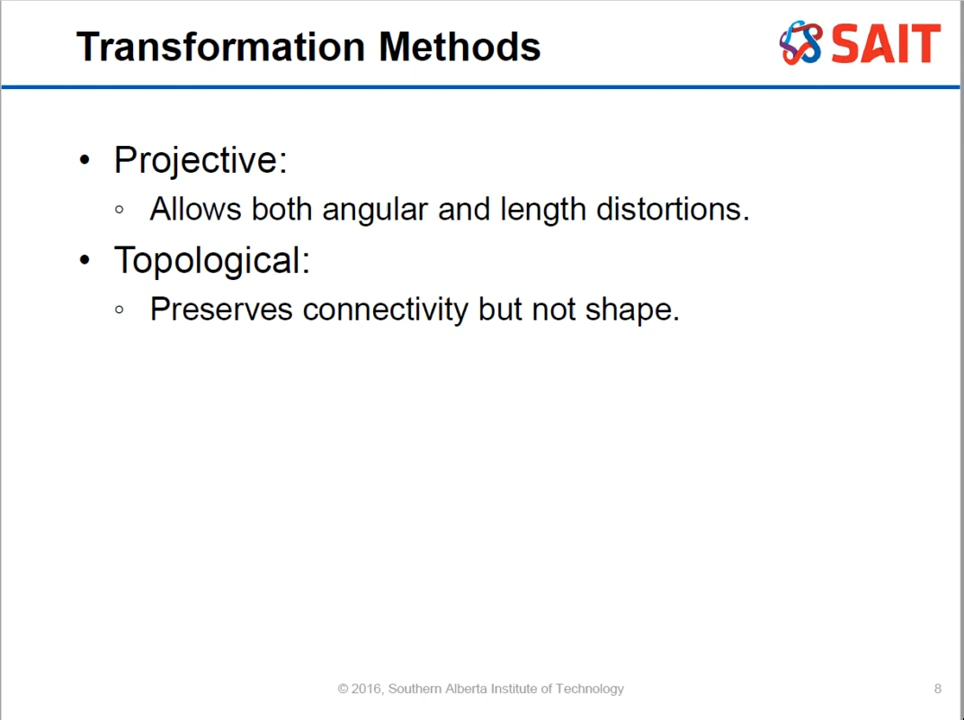 Transformation Methods
SAIT
• Projective:
◦ Allows both angular and length distortions.
• Topological:
◦ Preserves connectivity but not shape.
© 2016, Southern Alberta Institute of Technology
8